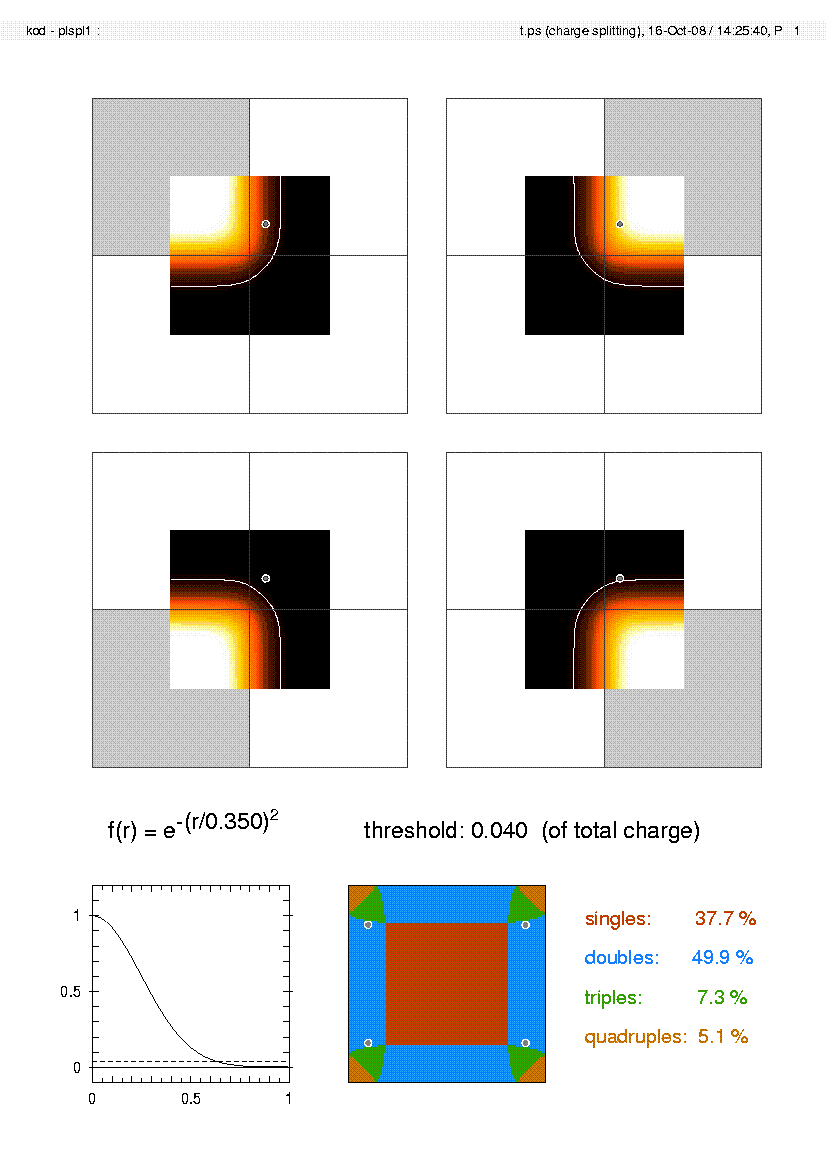 kod - plspl1 : t.ps (charge splitting), 16-Oct-08 / 14:25:40, P 1
f(r) = e-(r/0.350)2 threshold: 0.040 (of total charge)
1
0.5
0
0 0.5 1
singles: 37.7 %
doubles: 49.9 %
triples: 7.3 %
quadruples: 5.1 %